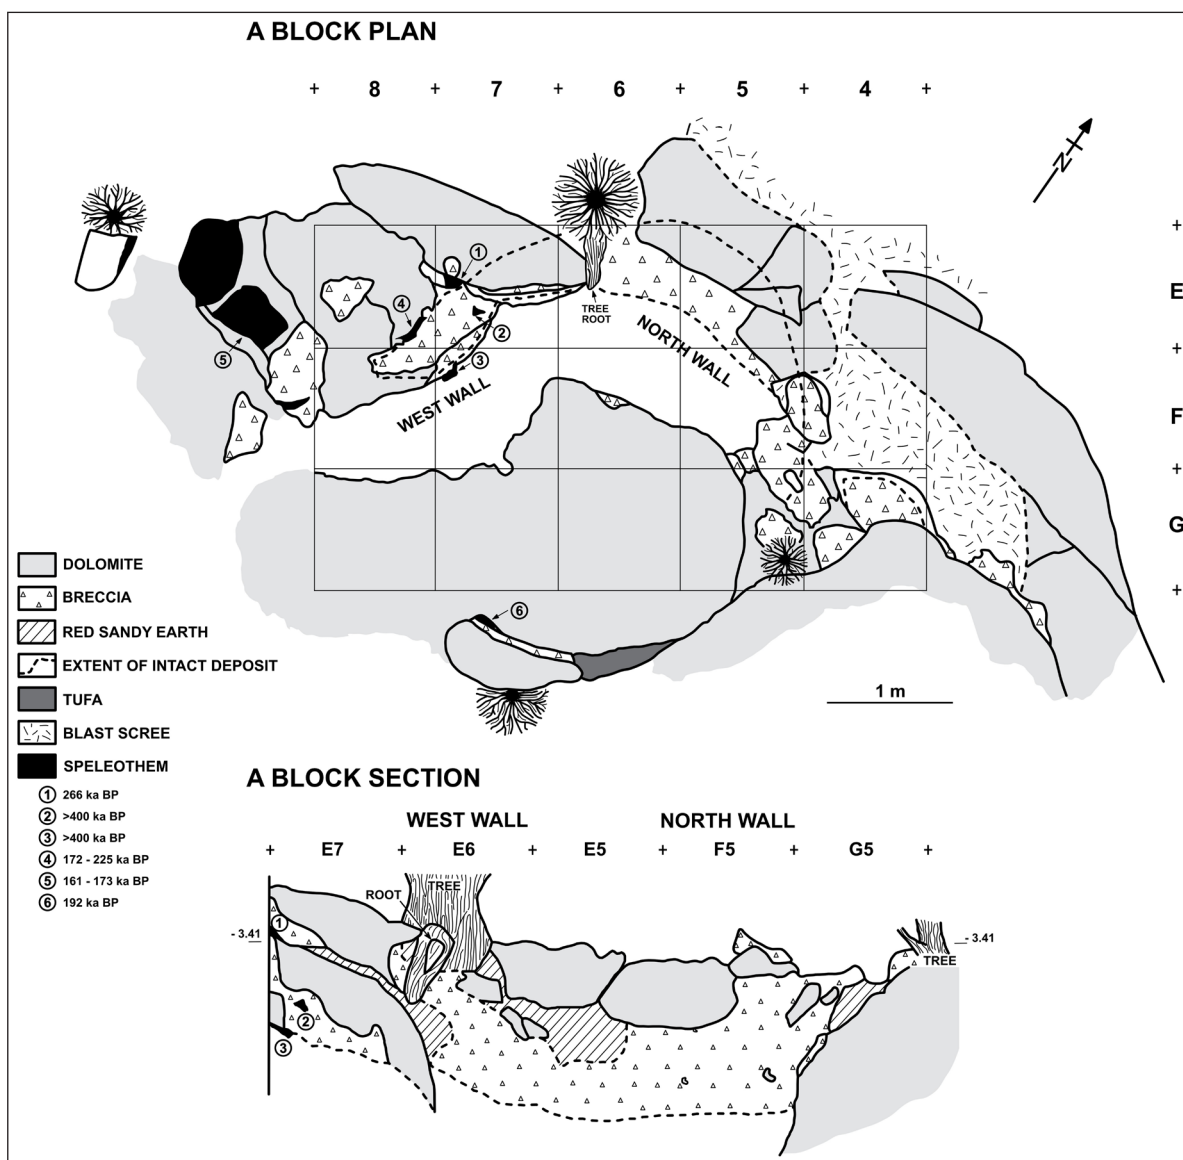 A BLOCK PLAN
+ 8 + 7 + 6 + 5 + 4 +
N
+
E
+
F
+
G
+
1
4
2
3
5
6
TREE
ROOT
NORTH WALL
WEST WALL
1 m
DOLOMITE
BRECCIA
RED SANDY EARTH
EXTENT OF INTACT DEPOSIT
TUFA
BLAST SCREE
SPELEOTHEM
1 266 ka BP
2 >400 ka BP
3 >400 ka BP
4 172 - 225 ka BP
5 161 - 173 ka BP
6 192 ka BP
A BLOCK SECTION
WEST WALL NORTH WALL
+ E7 + E6 + E5 + F5 + G5 +
TREE
ROOT
1
- 3.41
- 3.41
TREE
2
3